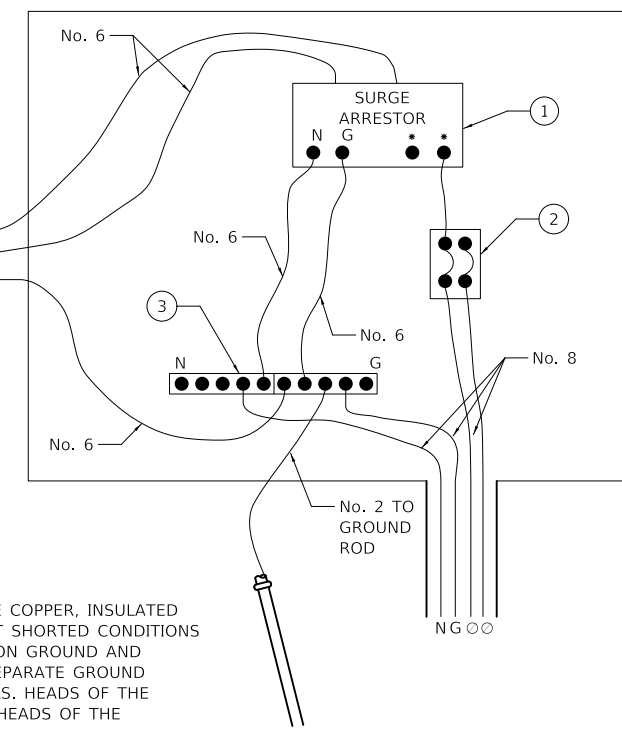 No. 6
SURGE
ARRESTOR
N G * *
1
2
No. 6
3
No. 6
N G
No. 8
No. 6
No. 2 TO
GROUND
ROD
N G ∅ ∅
E COPPER, INSULATED
T SHORTED CONDITIONS
ON GROUND AND
EPARATE GROUND
S. HEADS OF THE
HEADS OF THE